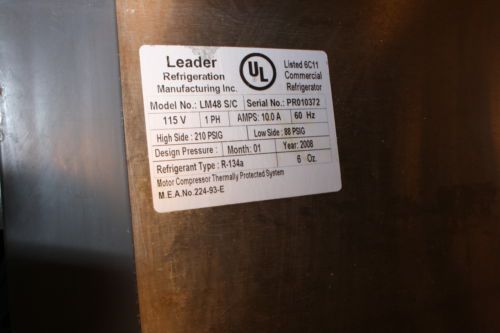 Leader
Refrigeration
Manufacturing Inc.
UL
Listed 6C11
Commercial
Refrigerator
Model No.: LM48 S/C Serial No.: PR010372
115 V 1 PH AMPS: 10.0 A 60 Hz
High Side : 210 PSIG Low Side : 88 PSIG
Design Pressure : Month: 01 Year: 2008
Refrigerant Type : R-134a 6 Oz.
Motor Compressor Thermally Protected System
M.E.A.No.224-93-E